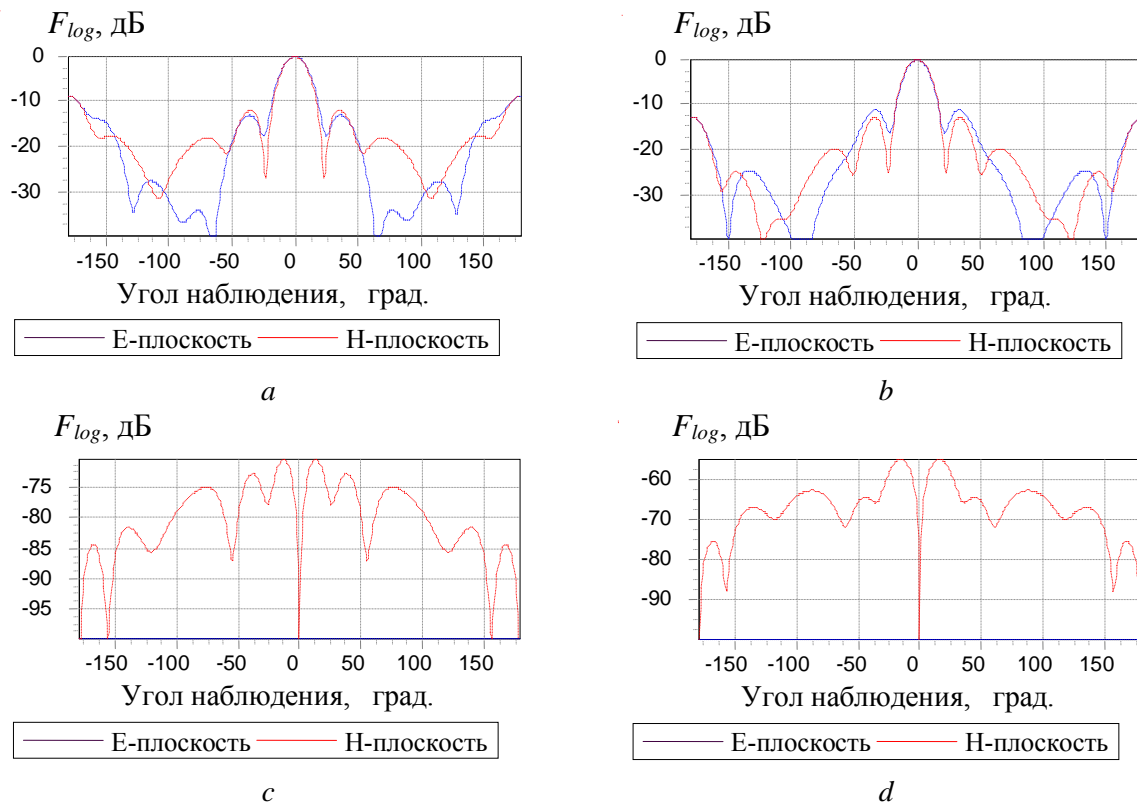 F_log, дБ
0
-10
-20
-30
-150 -100 -50 0 50 100 150
Угол наблюдения, град.
Е-плоскость Н-плоскость
a
F_log, дБ
0
-10
-20
-30
-150 -100 -50 0 50 100 150
Угол наблюдения, град.
Е-плоскость Н-плоскость
b
F_log, дБ
-75
-80
-85
-90
-95
-150 -100 -50 0 50 100 150
Угол наблюдения, град.
Е-плоскость Н-плоскость
c
F_log, дБ
-60
-70
-80
-90
-150 -100 -50 0 50 100 150
Угол наблюдения, град.
Е-плоскость Н-плоскость
d